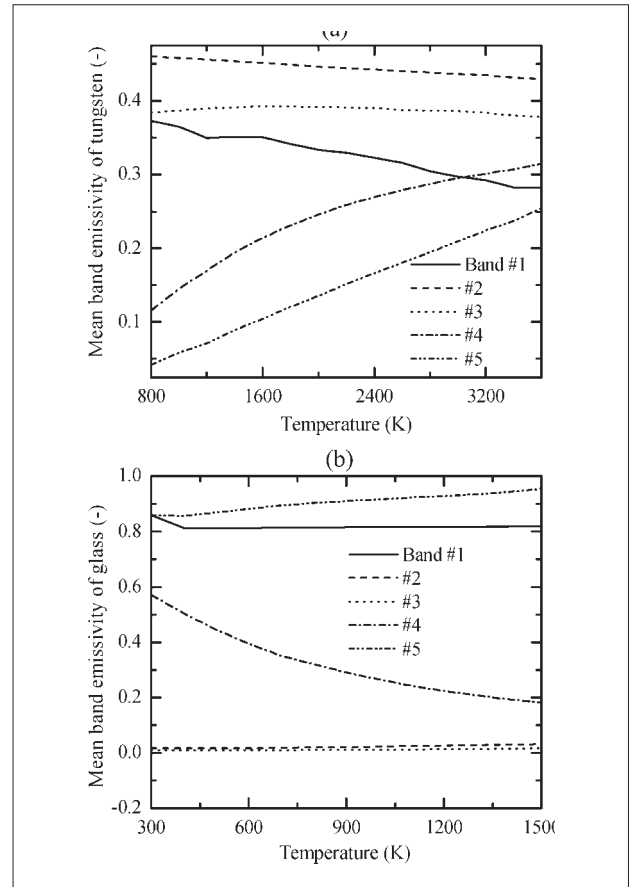 (a)
Mean band emissivity of tungsten (-)
0.4
0.3
0.2
0.1
Band #1
#2
#3
#4
#5
800 1600 2400 3200
Temperature (K)
(b)
Mean band emissivity of glass (-)
1.0
0.8
0.6
0.4
0.2
0.0
-0.2
Band #1
#2
#3
#4
#5
300 600 900 1200 1500
Temperature (K)